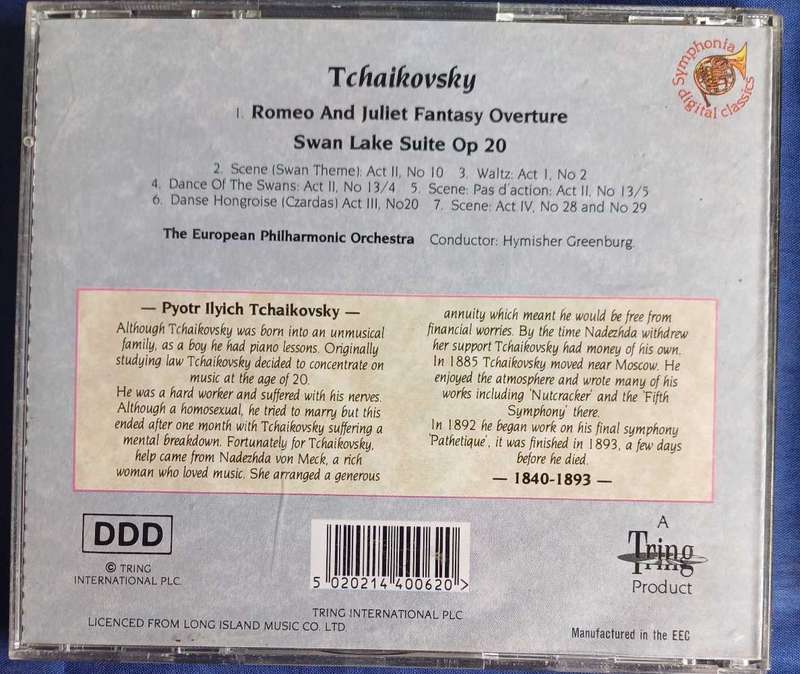 Symphonia
digital classics
Tchaikovsky
1. Romeo And Juliet Fantasy Overture
Swan Lake Suite Op 20
2. Scene (Swan Theme): Act II, No 10 3. Waltz: Act 1, No 2
4. Dance Of The Swans: Act II, No 13/4 5. Scene: Pas d'action: Act II, No 13/5
6. Danse Hongroise (Czardas) Act III, No20 7. Scene: Act IV, No 28 and No 29
The European Philharmonic Orchestra Conductor: Hymisher Greenburg.
— Pyotr Ilyich Tchaikovsky —
Although Tchaikovsky was born into an unmusical
family, as a boy he had piano lessons. Originally
studying law Tchaikovsky decided to concentrate on
music at the age of 20.
He was a hard worker and suffered with his nerves.
Although a homosexual, he tried to marry but this
ended after one month with Tchaikovsky suffering a
mental breakdown. Fortunately for Tchaikovsky,
help came from Nadezhda von Meck, a rich
woman who loved music. She arranged a generous
annuity which meant he would be free from
financial worries. By the time Nadezhda withdrew
her support Tchaikovsky had money of his own.
In 1885 Tchaikovsky moved near Moscow. He
enjoyed the atmosphere and wrote many of his
works including 'Nutcracker' and the 'Fifth
Symphony' there.
In 1892 he began work on his final symphony
'Pathetique', it was finished in 1893, a few days
before he died.
— 1840-1893 —
DDD
© TRING
INTERNATIONAL PLC.
5 020214 400620 >
A
Tring
Product
TRING INTERNATIONAL PLC
LICENCED FROM LONG ISLAND MUSIC CO. LTD.
Manufactured in the EEC